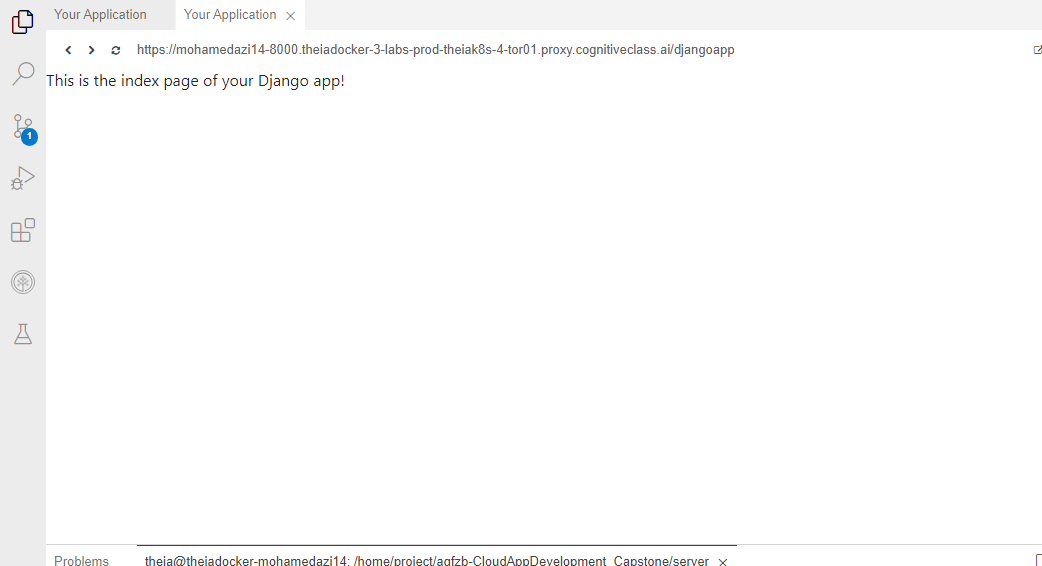 Your Application
Your Application
https://mohamedazi14-8000.theiadocker-3-labs-prod-theiak8s-4-tor01.proxy.cognitiveclass.ai/djangoapp
This is the index page of your Django app!
1
Problems
theia@theiadocker-mohamedazi14: /home/project/agfzb-CloudAppDevelopment_Capstone/server